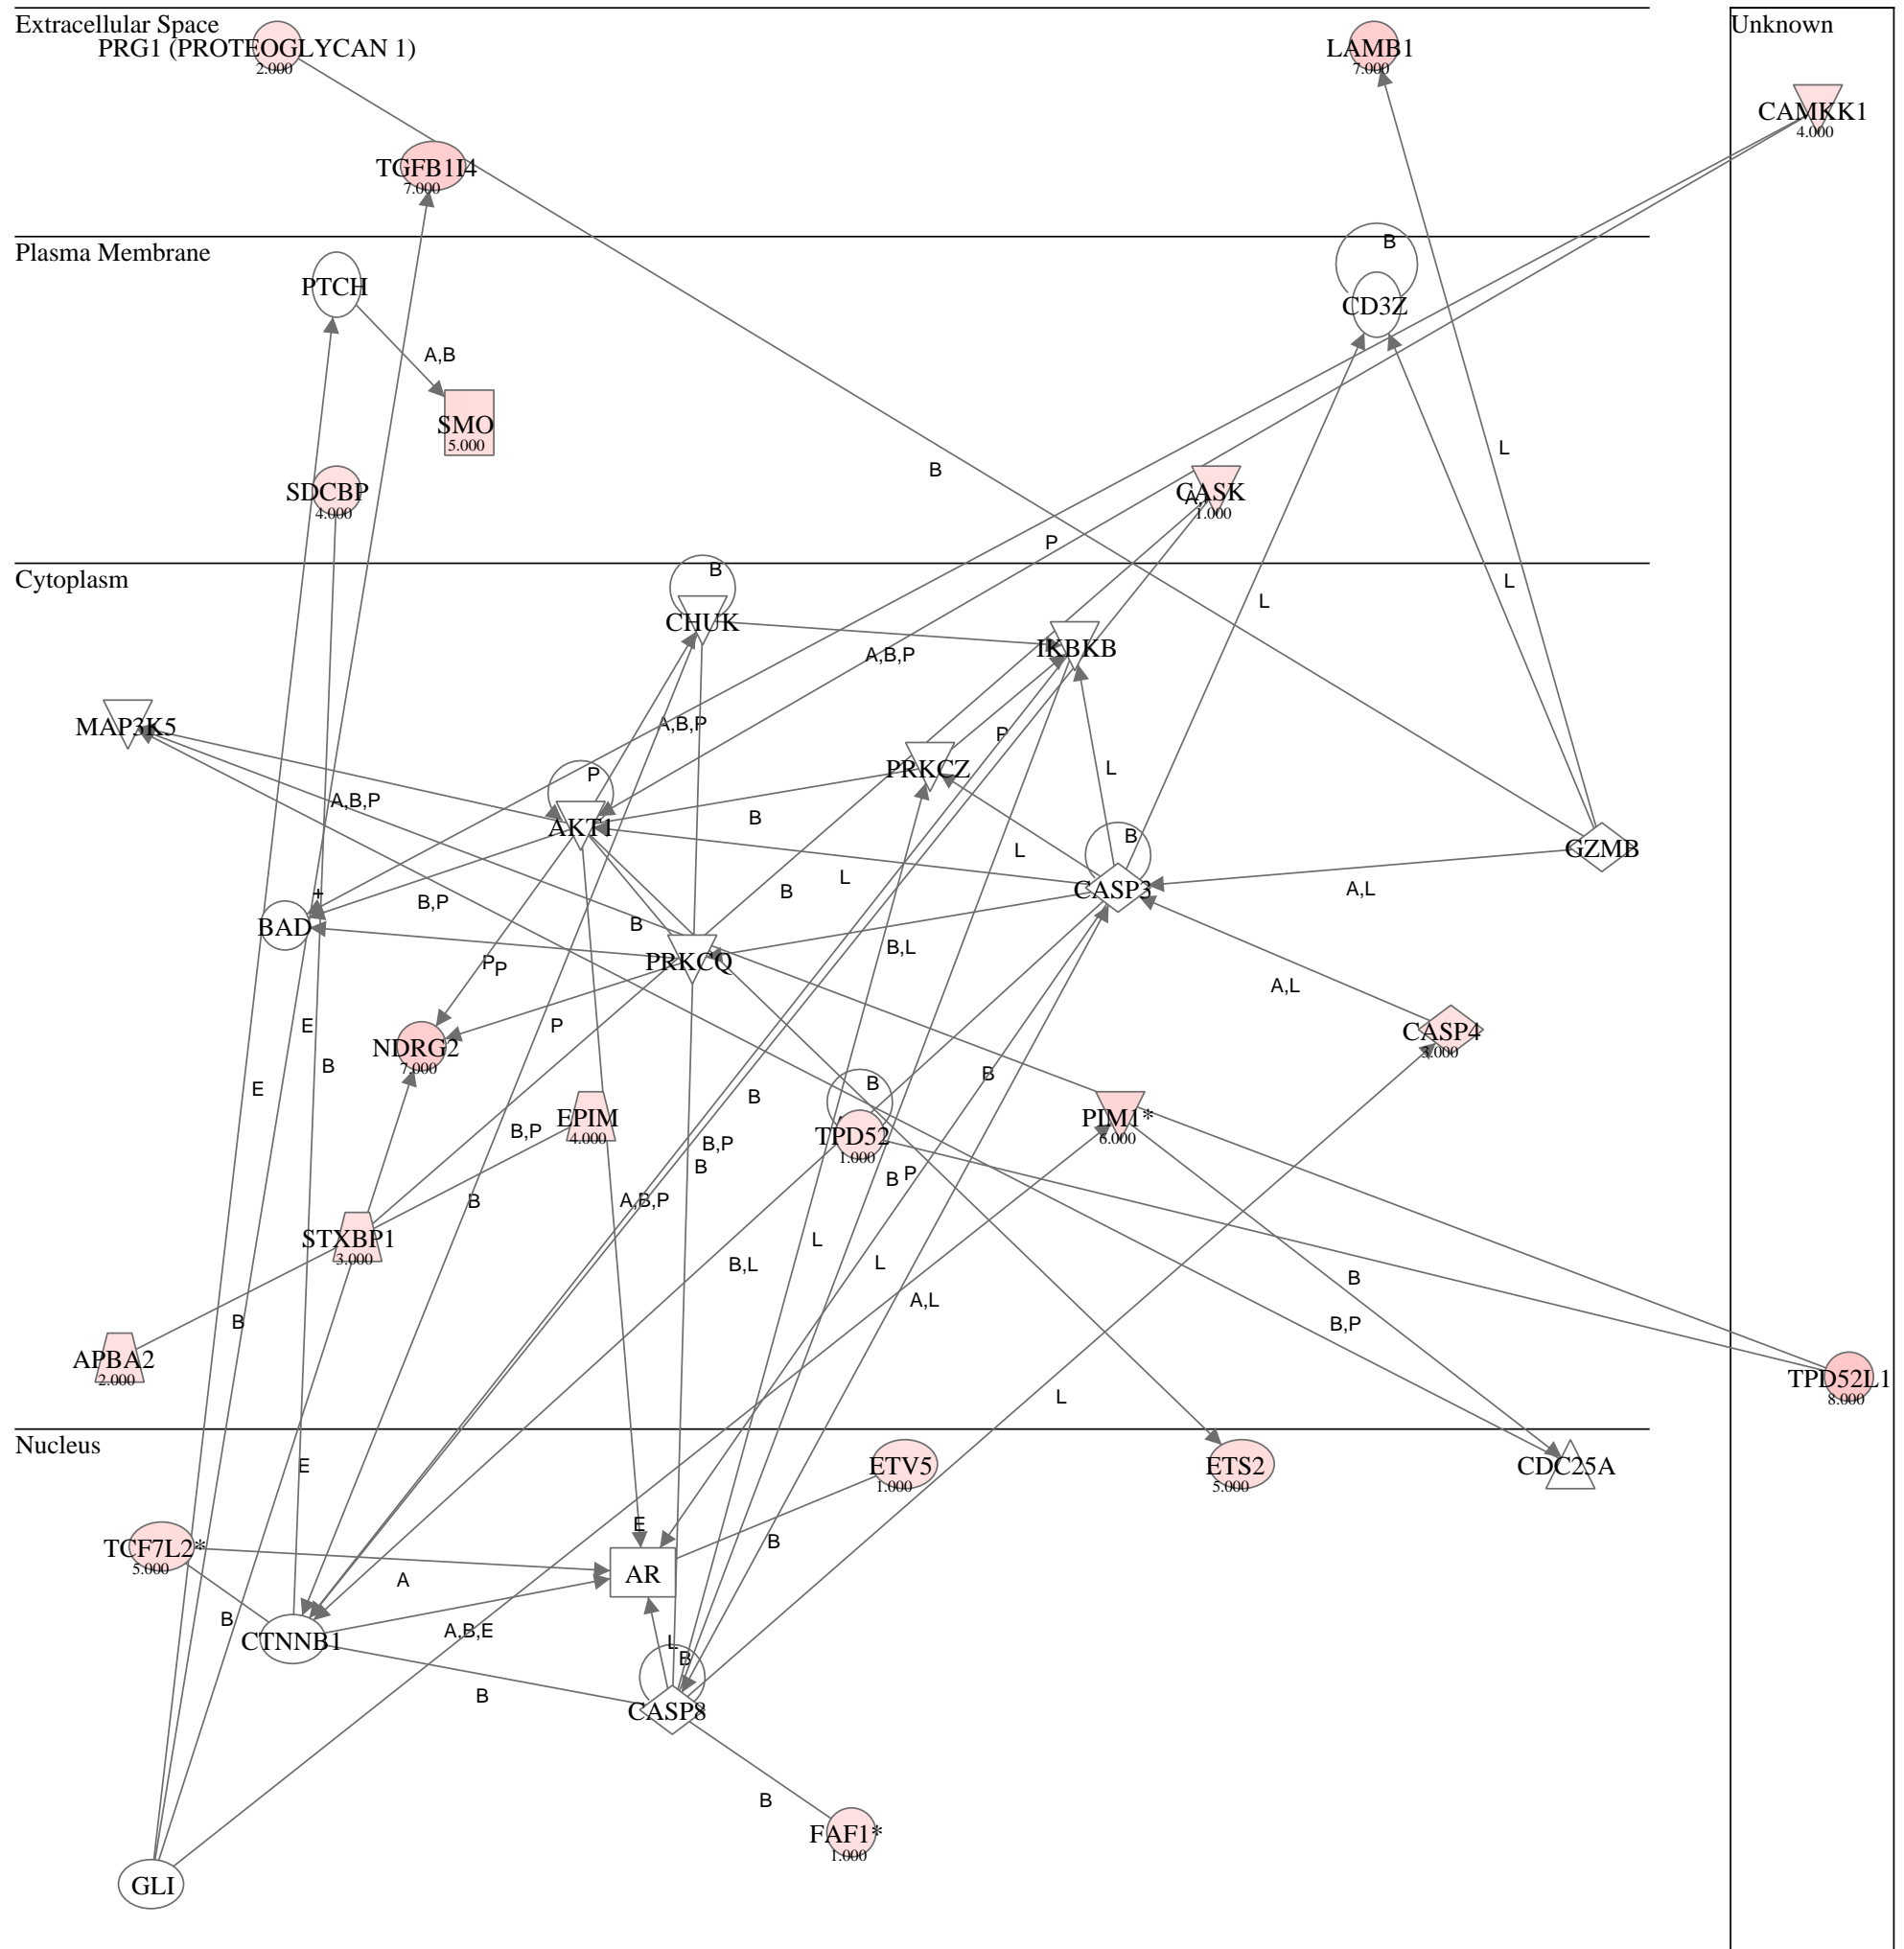 Extracellular Space
Unknown
PRG1 (PROTEOGLYCAN 1)
2.000
LAMB1
7.000
CAMKK1
4.000
TGFB1I4
7.000
B
Plasma Membrane
PTCH
CD3Z
A,B
SMO
5.000
L
B
SDCBP
4.000
CASK
A,
1.000
P
Cytoplasm
B
L
L
CHUK
IKBKB
A,B,P
MAP3K5
A,B,P
P
PRKCZ
L
P
A,B,P
B
AKT1
B
GZMB
L
L
CASP3
A,L
B
+
B,P
BAD
B
B,L
PRKCQ
P
P
A,L
E
P
CASP4
3.000
NDRG2
7.000
B
B
B
E
B
EPIM
4.000
B,P
TPD52
1.000
PIM1*
6.000
B,P
B
B
P
B
A,B,P
STXBP1
3.000
L
B,L
L
B
A,L
B
B,P
APBA2
2.000
TPD52L1
8.000
L
Nucleus
E
ETV5
1.000
ETS2
5.000
CDC25A
E
TCF7L2*
5.000
B
AR
A
B
CTNNB1
A,B,E
L
B
B
CASP8
B
FAF1*
1.000
GLI